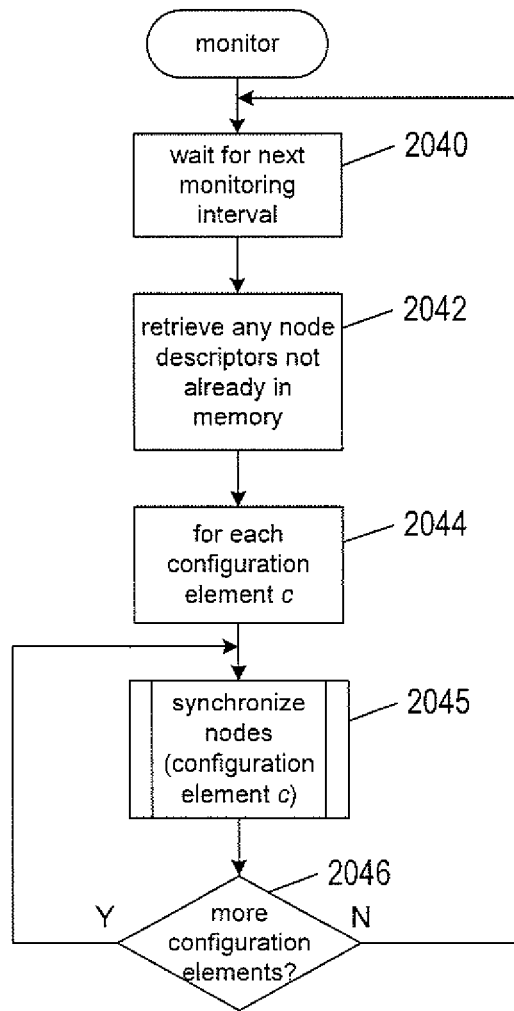 monitor
wait for next
monitoring
interval
2040
retrieve any node
descriptors not
already in
memory
2042
for each
configuration
element c
2044
synchronize
nodes
(configuration
element c)
2045
2046
more
configuration
elements?
Y
N